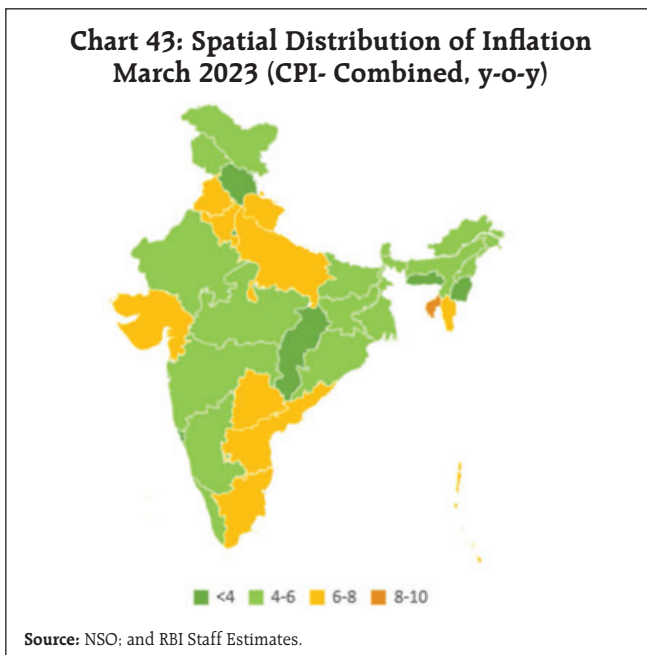 Chart 43: Spatial Distribution of Inflation
March 2023 (CPI- Combined, y-o-y)
<4 4-6 6-8 8-10
Source: NSO; and RBI Staff Estimates.